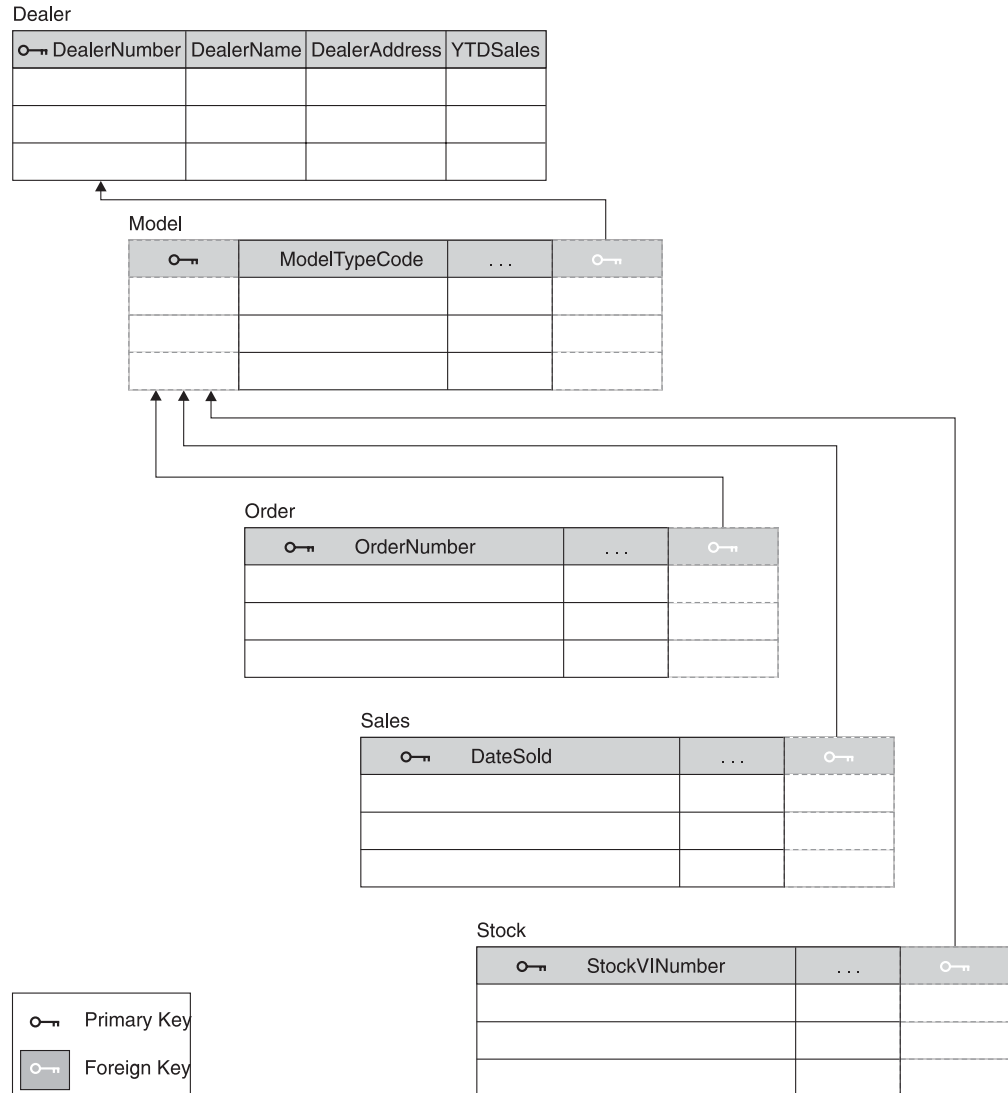 Dealer
DealerNumber DealerName DealerAddress YTDSales
Model
ModelTypeCode ...
Order
OrderNumber ...
Sales
DateSold ...
Stock
StockVINumber ...
Primary Key
Foreign Key